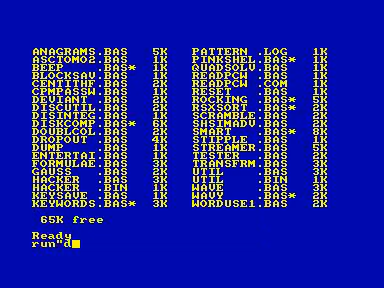 ANAGRAMS.BAS 5K PATTERN .LOG 1K
ASCTOMO2.BAS 1K PINKSHEL.BAS* 1K
BEEP .BAS* 1K QUADSOLV.BAS 1K
BLOCKSAV.BAS 1K READPCW .BAS 1K
CENTITHF.BAS 2K READPCW .COM 1K
CPMPASSW.BAS 1K RESET .BAS 1K
DEVIANT .BAS 2K ROCKING .BAS* 5K
DISCUTIL.BAS 2K RSXSORT .BAS* 2K
DISINTEG.BAS 1K SCRAMBLE.BAS 2K
DISKCOMP.BAS* 6K SHSIMADV.BAS 2K
DOUBLCOL.BAS 2K SMART .BAS* 8K
DROPOUT .BAS 4K STIPPLE .BAS 1K
DUMP .BAS 1K STREAMER.BAS 5K
ENTERTAI.BAS 1K TESTER .BAS 2K
FORMULAE.BAS 3K TRANSFRM.BAS 3K
GAUSS .BAS 2K UTIL .BAS 3K
HACKER .BAS 3K UTIL .BIN 1K
HACKER .BIN 1K WAVE .BAS 3K
KEYSAVE .BAS 1K WAVY .BAS* 2K
KEYWORDS.BAS* 3K WORDUSE1.BAS 2K
65K free
Ready
run"d